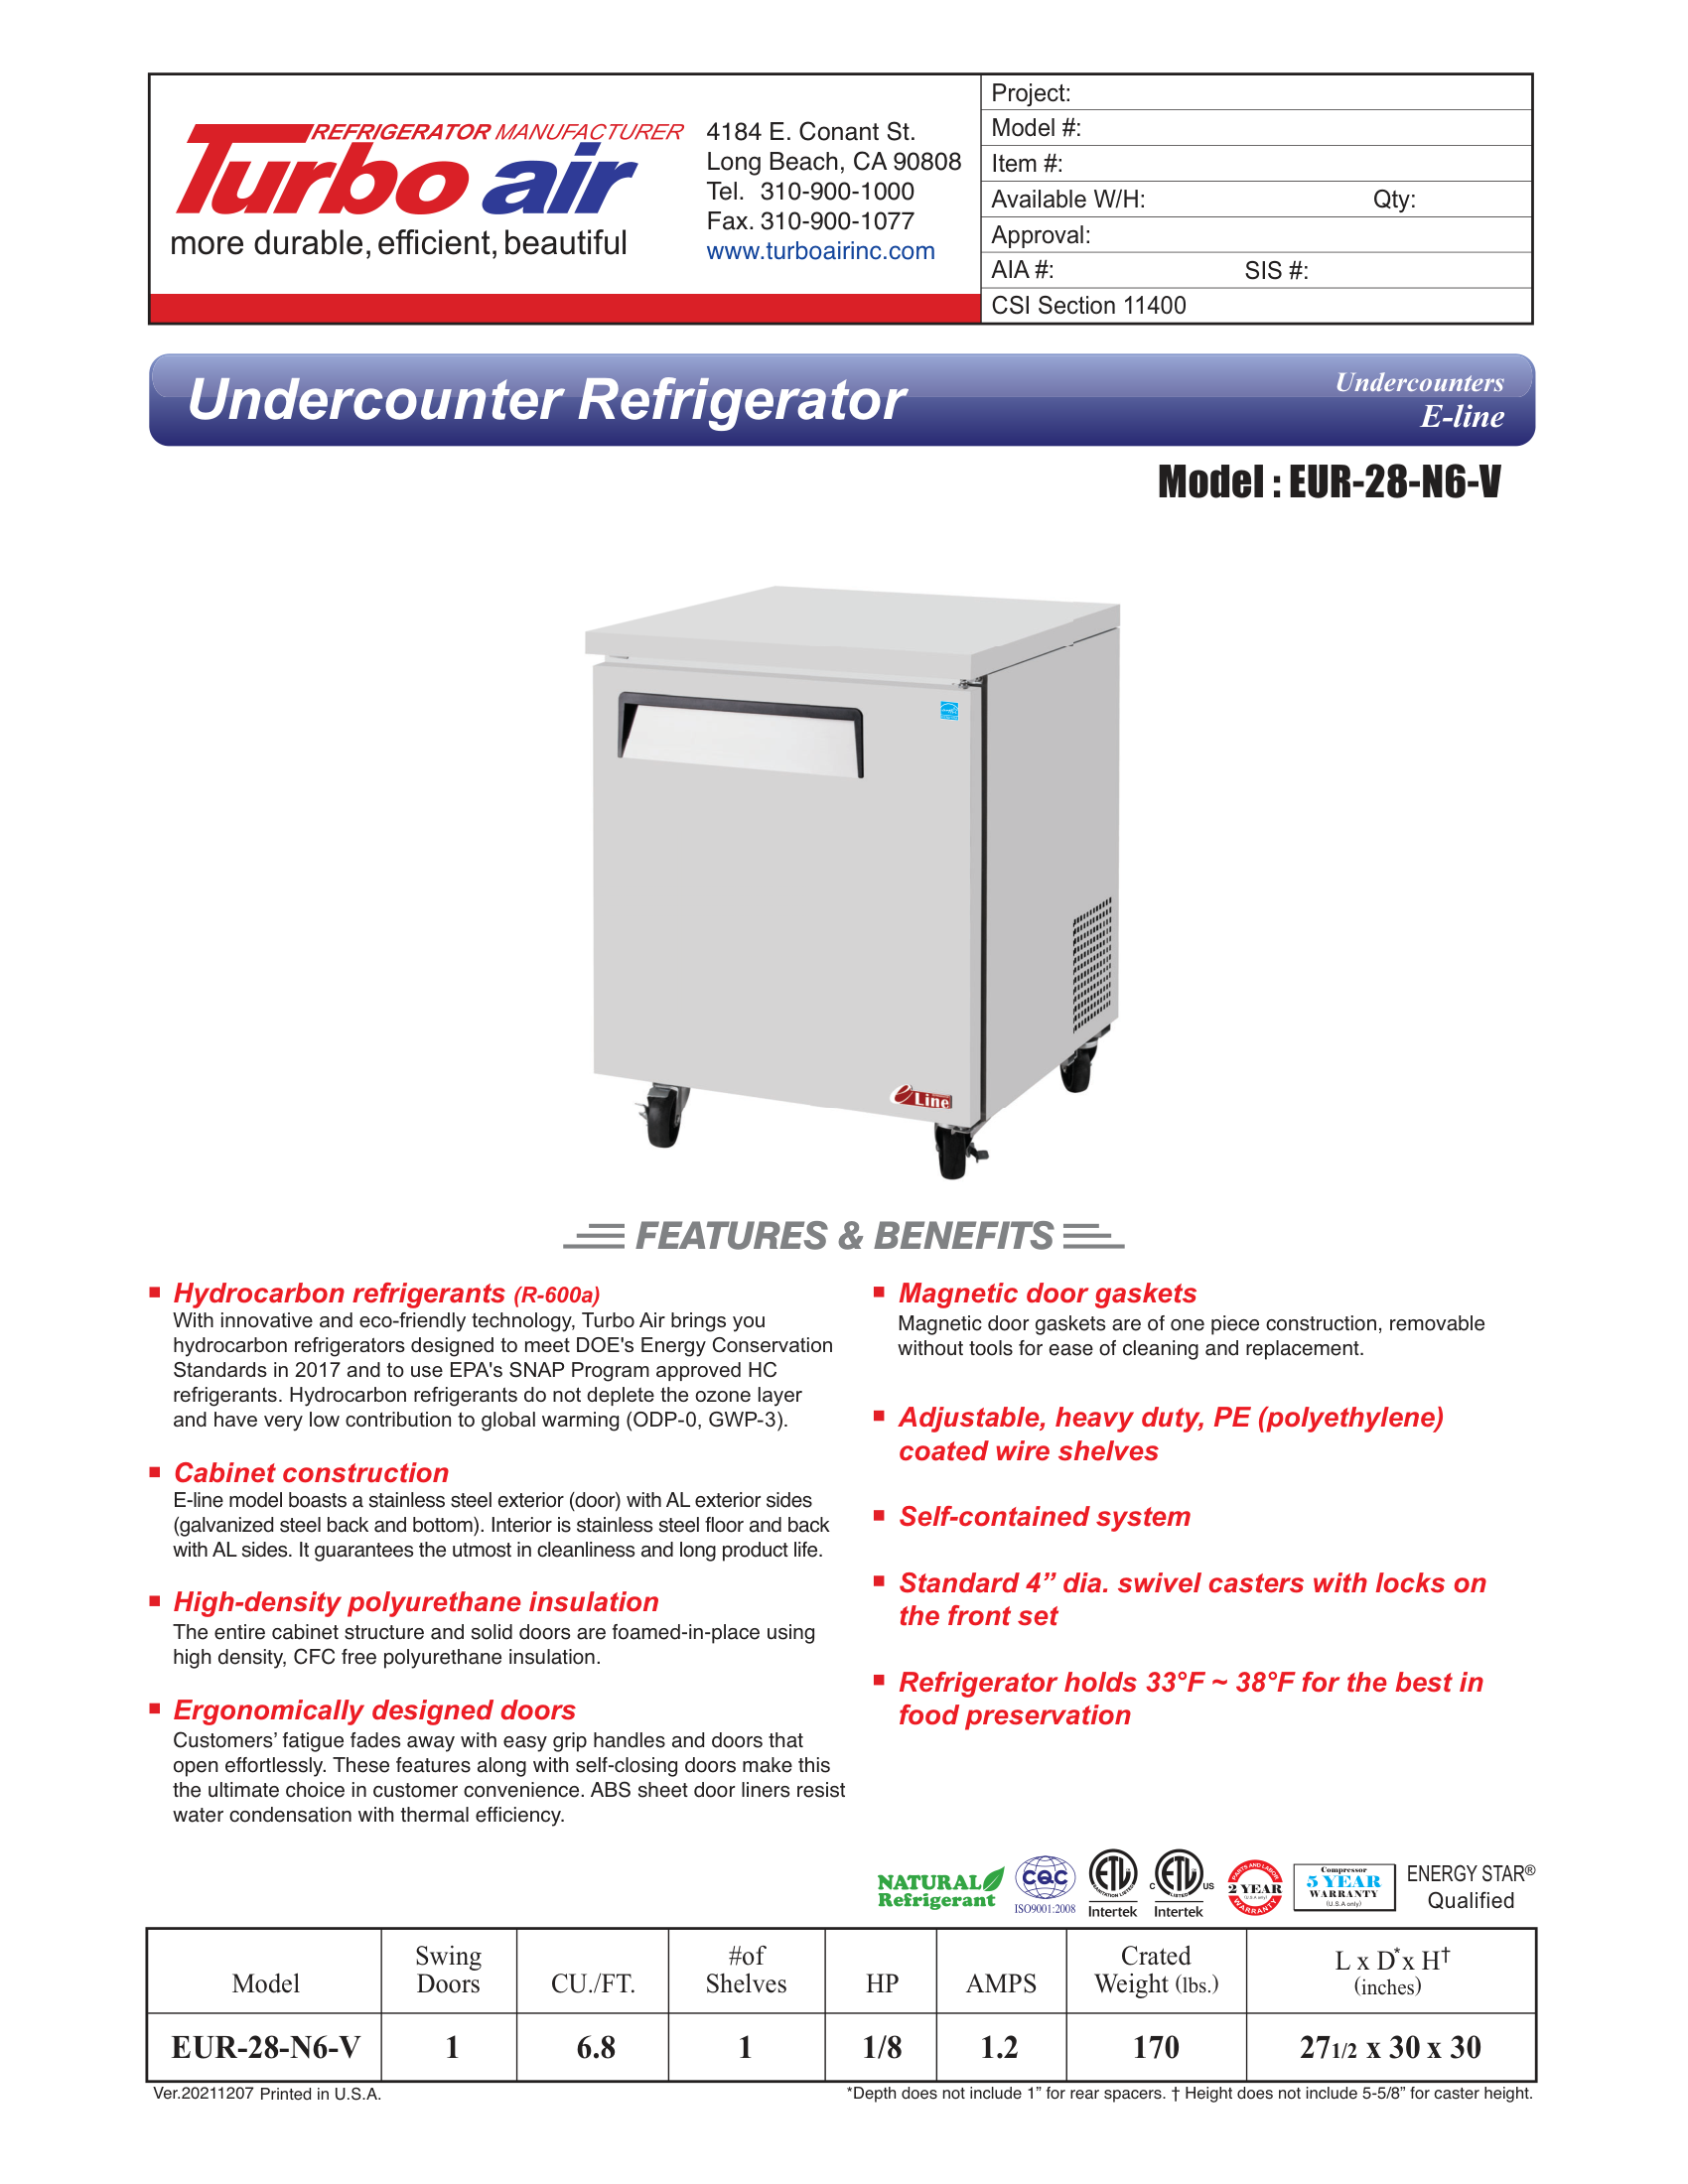 REFRIGERATOR MANUFACTURER
Turbo air
more durable, efficient, beautiful
4184 E. Conant St.
Long Beach, CA 90808
Tel. 310-900-1000
Fax. 310-900-1077
www.turboairinc.com
Project:
Model #:
Item #:
Available W/H: Qty:
Approval:
AIA #: SIS #:
CSI Section 11400
Undercounter Refrigerator
Undercounters
E-line
Model : EUR-28-N6-V
e Line
FEATURES & BENEFITS
Hydrocarbon refrigerants (R-600a)
With innovative and eco-friendly technology, Turbo Air brings you
hydrocarbon refrigerators designed to meet DOE's Energy Conservation
Standards in 2017 and to use EPA's SNAP Program approved HC
refrigerants. Hydrocarbon refrigerants do not deplete the ozone layer
and have very low contribution to global warming (ODP-0, GWP-3).
Cabinet construction
E-line model boasts a stainless steel exterior (door) with AL exterior sides
(galvanized steel back and bottom). Interior is stainless steel floor and back
with AL sides. It guarantees the utmost in cleanliness and long product life.
High-density polyurethane insulation
The entire cabinet structure and solid doors are foamed-in-place using
high density, CFC free polyurethane insulation.
Ergonomically designed doors
Customers’ fatigue fades away with easy grip handles and doors that
open effortlessly. These features along with self-closing doors make this
the ultimate choice in customer convenience. ABS sheet door liners resist
water condensation with thermal efficiency.
Magnetic door gaskets
Magnetic door gaskets are of one piece construction, removable
without tools for ease of cleaning and replacement.
Adjustable, heavy duty, PE (polyethylene)
coated wire shelves
Self-contained system
Standard 4” dia. swivel casters with locks on
the front set
Refrigerator holds 33°F ~ 38°F for the best in
food preservation
NATURAL
Refrigerant
CQC
ISO9001:2008
ETL
SANITATION LISTED
Intertek
C ETL US
LISTED
Intertek
PARTS AND LABOR
2 YEAR
(U.S.A only)
WARRANTY
Compressor
5 YEAR
WARRANTY
(U.S.A only)
ENERGY STAR®
Qualified
Model Swing Doors CU./FT. #of Shelves HP AMPS Crated Weight (lbs.) L x D* x H† (inches)
EUR-28-N6-V 1 6.8 1 1/8 1.2 170 27 1/2 x 30 x 30
Ver.20211207 Printed in U.S.A.
*Depth does not include 1” for rear spacers. † Height does not include 5-5/8” for caster height.